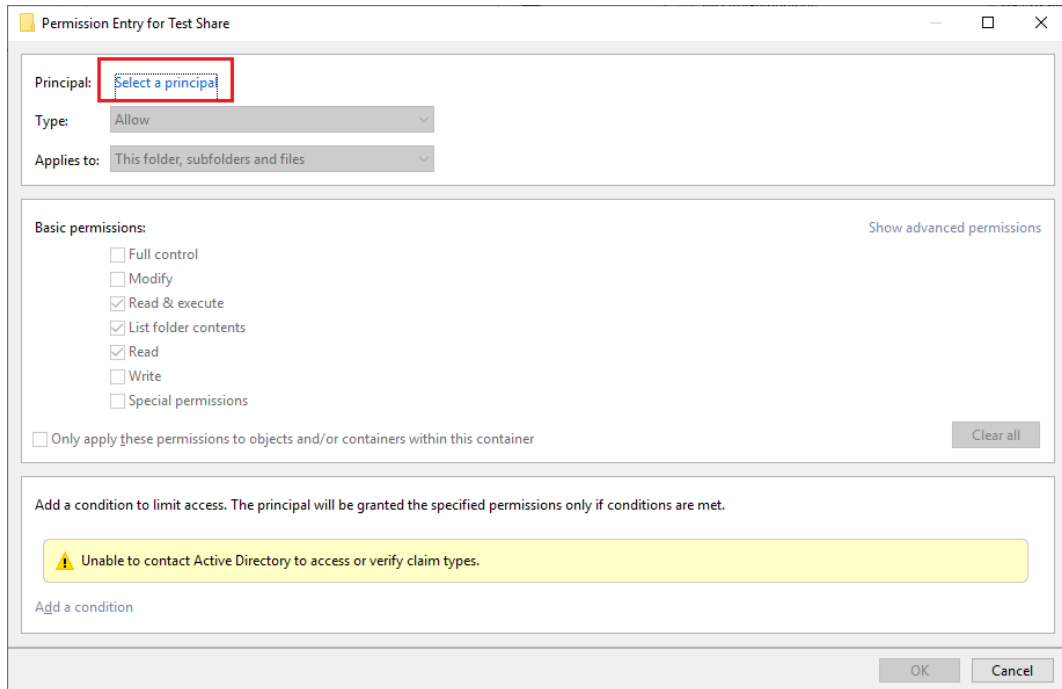 Permission Entry for Test Share
Principal: Select a principal
Type: Allow
Applies to: This folder, subfolders and files
Basic permissions: Show advanced permissions
Full control
Modify
Read & execute
List folder contents
Read
Write
Special permissions
Only apply these permissions to objects and/or containers within this container Clear all
Add a condition to limit access. The principal will be granted the specified permissions only if conditions are met.
Unable to contact Active Directory to access or verify claim types.
Add a condition
OK Cancel